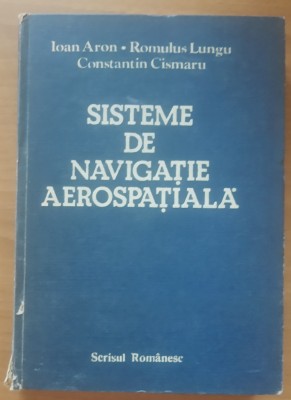 Ioan Aron • Romulus Lungu
Constantin Cismaru
SISTEME
DE
NAVIGAȚIE
AEROSPAȚIALĂ
Scrisul Românesc